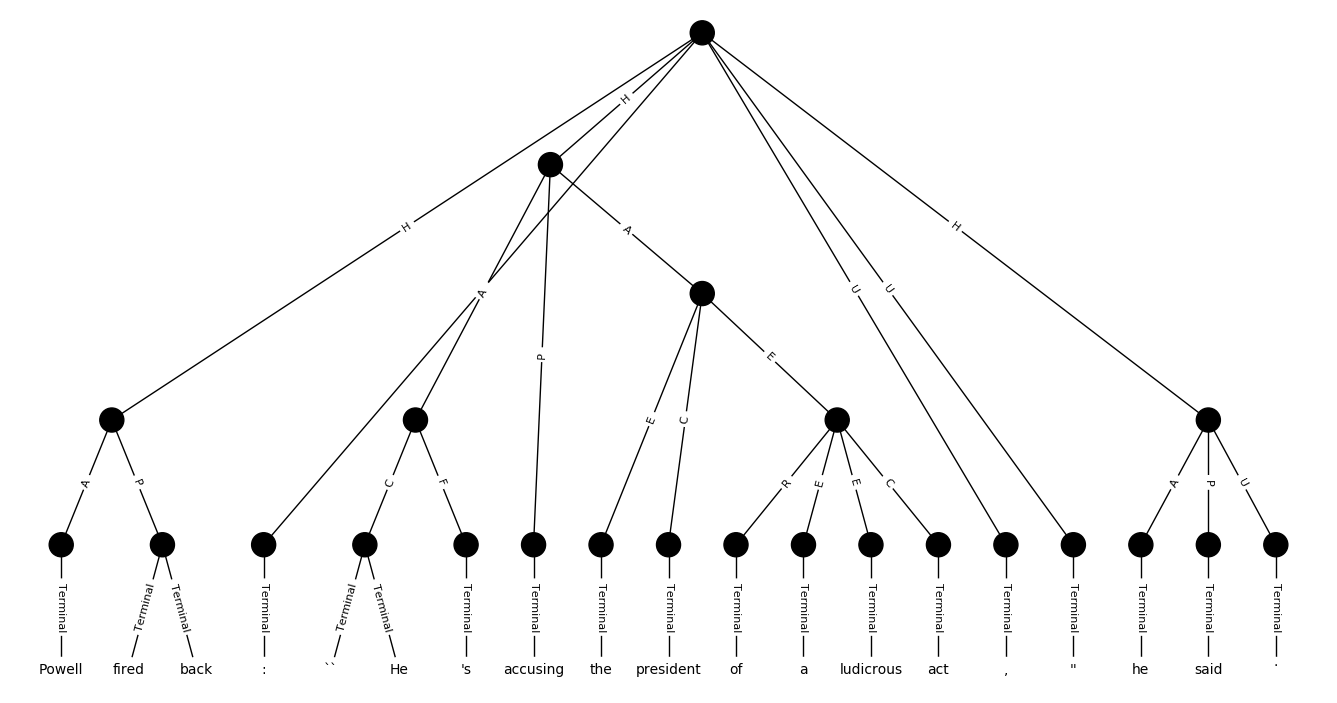 H
H
A
H
A
U
U
A
P
E
E
C
A
P
C
F
R
E
E
C
A
P
U
Terminal Terminal Terminal Terminal Terminal Terminal Terminal Terminal Terminal Terminal Terminal Terminal Terminal Terminal Terminal Terminal Terminal Terminal Terminal
Powell fired back : `` He 's accusing the president of a ludicrous act , " he said .